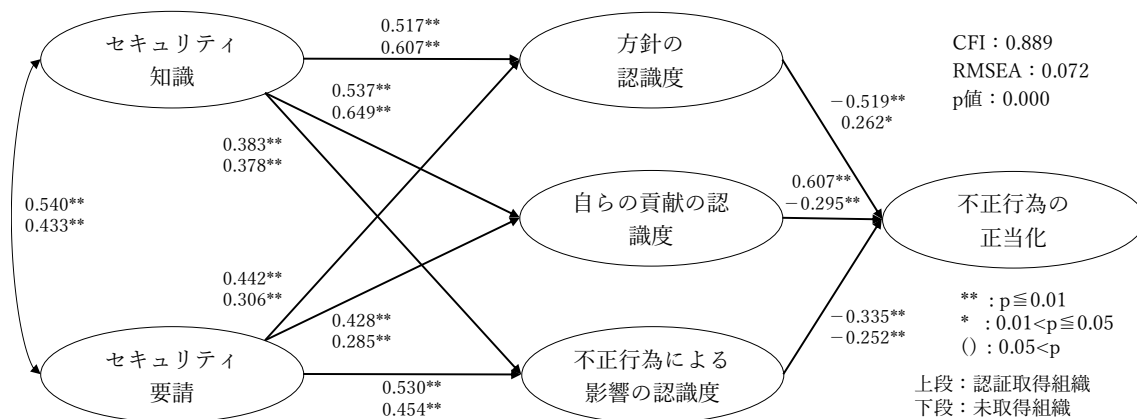 セキュリティ
知識
0.517**
0.607**
方針の
認識度
CFI：0.889
RMSEA：0.072
p値：0.000
0.537**
0.649**
−0.519**
0.262*
0.383**
0.378**
0.540**
0.433**
自らの貢献の認
識度
0.607**
−0.295**
不正行為の
正当化
0.442**
0.306**
0.428**
0.285**
−0.335**
−0.252**
** : p≦0.01
* : 0.01<p≦0.05
() : 0.05<p
セキュリティ
要請
0.530**
0.454**
不正行為による
影響の認識度
上段：認証取得組織
下段：未取得組織